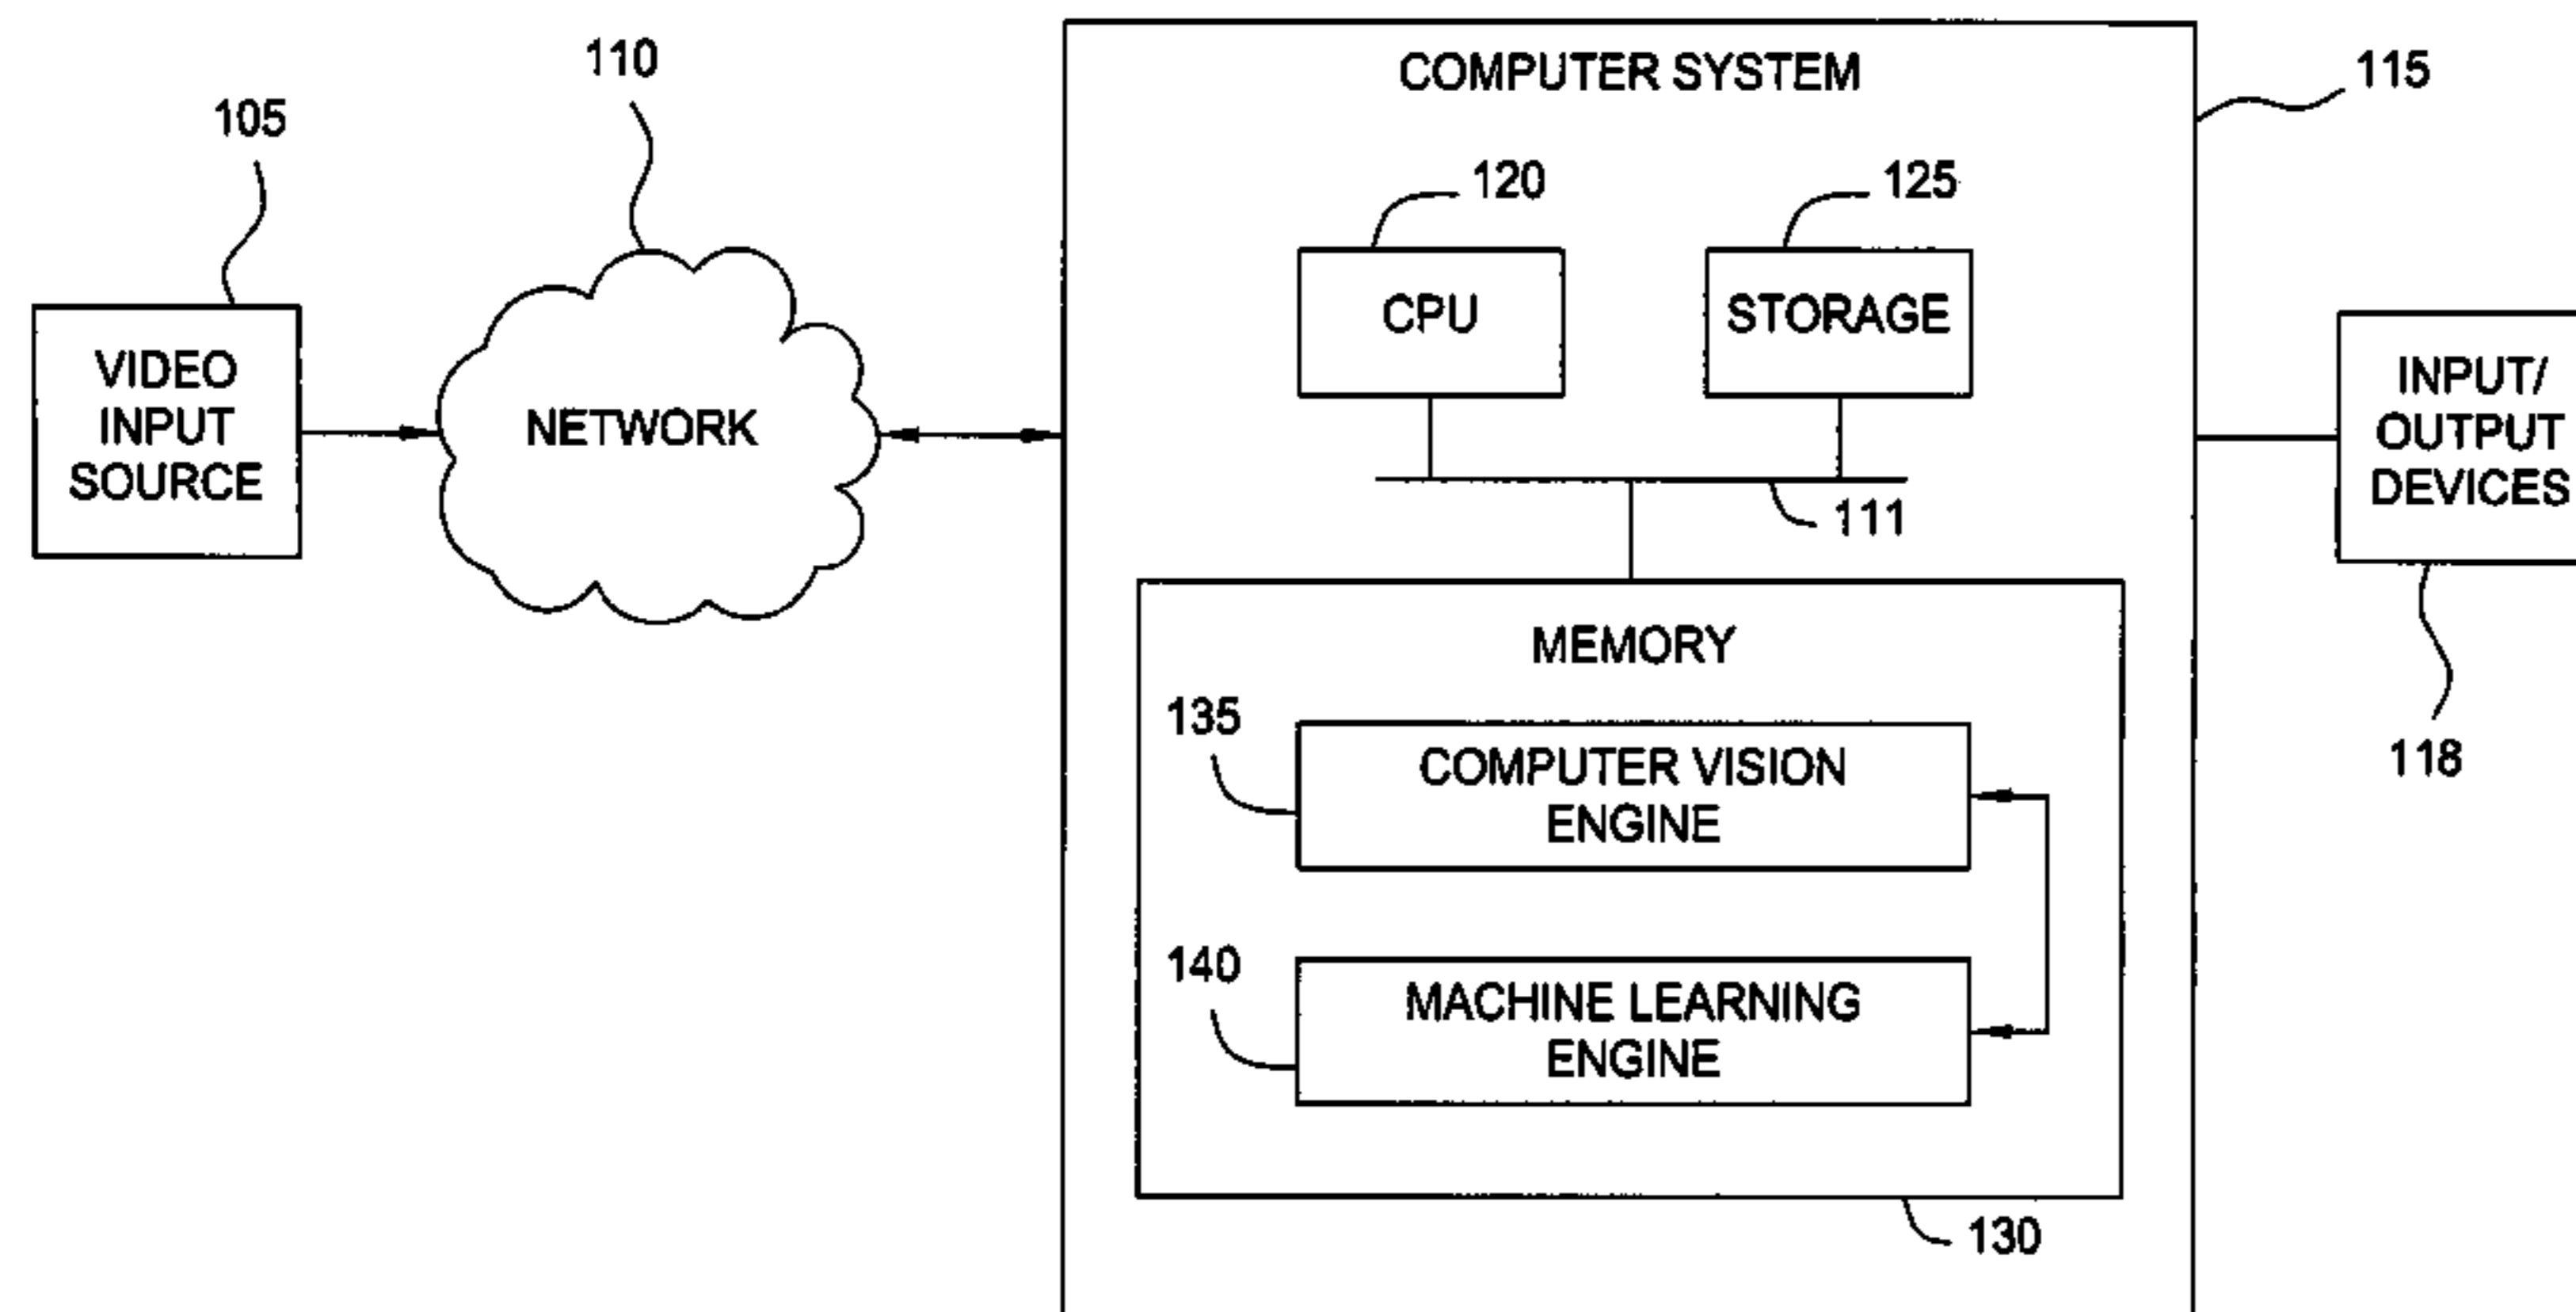 110
COMPUTER SYSTEM
115
105
120
125
CPU
STORAGE
VIDEO
INPUT
SOURCE
NETWORK
INPUT/
OUTPUT
DEVICES
111
MEMORY
135
COMPUTER VISION
ENGINE
118
140
MACHINE LEARNING
ENGINE
130